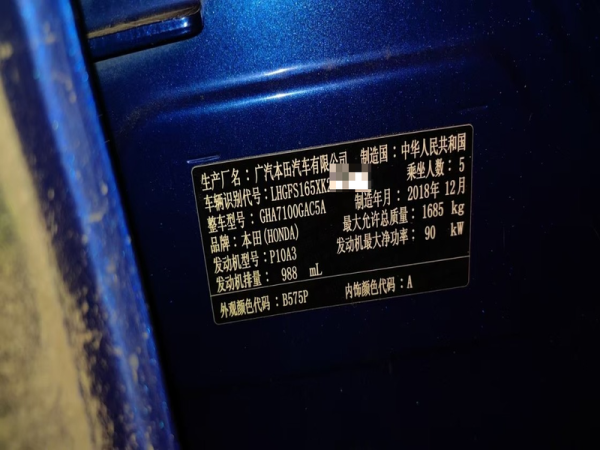 生产厂名：广汽本田汽车有限公司 制造国：中华人民共和国
车辆识别代号：LHGFS165XK 乘坐人数：5
整车型号：GHA7100GAC5A 制造年月：2018年12月
品牌：本田(HONDA) 最大允许总质量：1685 kg
发动机型号：P10A3 发动机最大净功率：90 kW
发动机排量：988 mL
外观颜色代码：B575P 内饰颜色代码：A